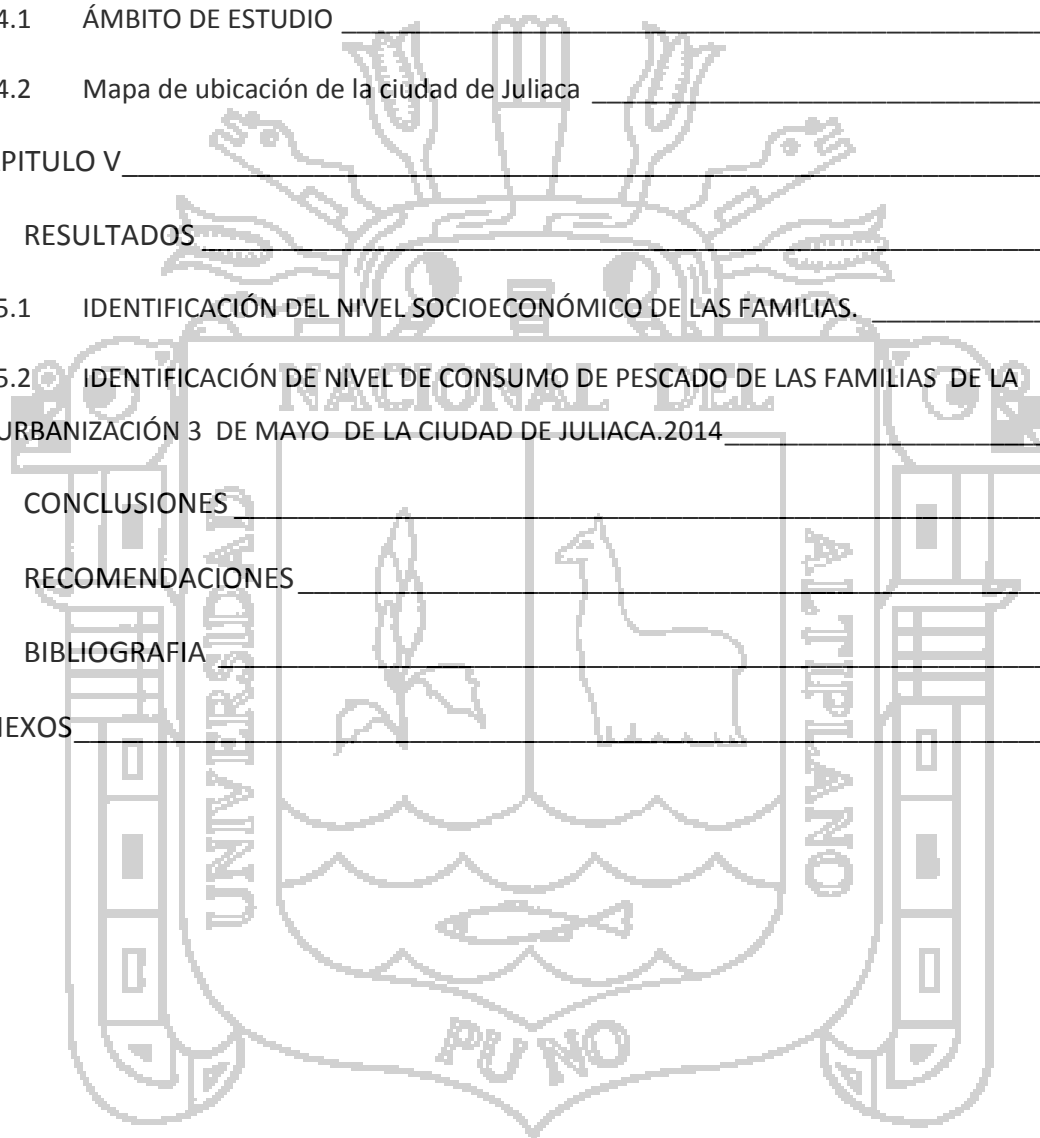 4.1 ÁMBITO DE ESTUDIO
4.2 Mapa de ubicación de la ciudad de Juliaca
PITULO V
RESULTADOS
5.1 IDENTIFICACIÓN DEL NIVEL SOCIOECONÓMICO DE LAS FAMILIAS.
5.2 IDENTIFICACIÓN DE NIVEL DE CONSUMO DE PESCADO DE LAS FAMILIAS DE LA
URBANIZACIÓN 3 DE MAYO DE LA CIUDAD DE JULIACA.2014
CONCLUSIONES
RECOMENDACIONES
BIBLIOGRAFIA
EXOS
NACIONAL DEL
UNIVERSIDAD
ALTIPLANO
PUNO